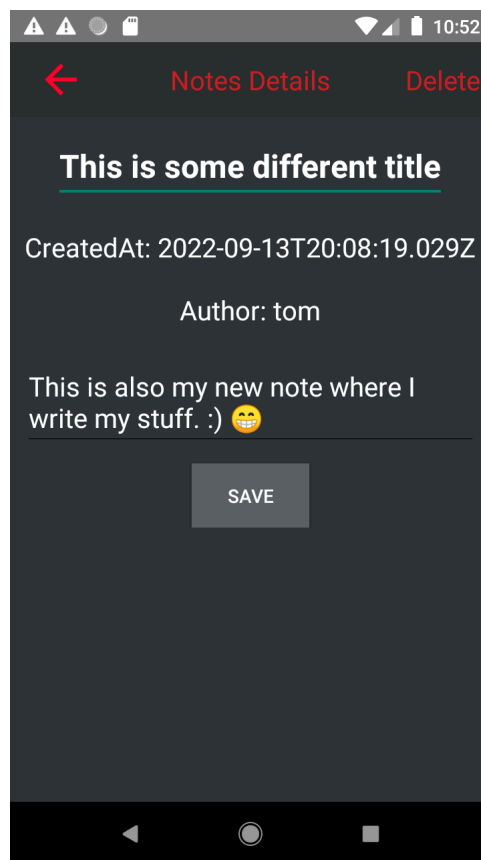 10:52
Notes Details
Delete
This is some different title
CreatedAt: 2022-09-13T20:08:19.029Z
Author: tom
This is also my new note where I
write my stuff. :) 😁
SAVE